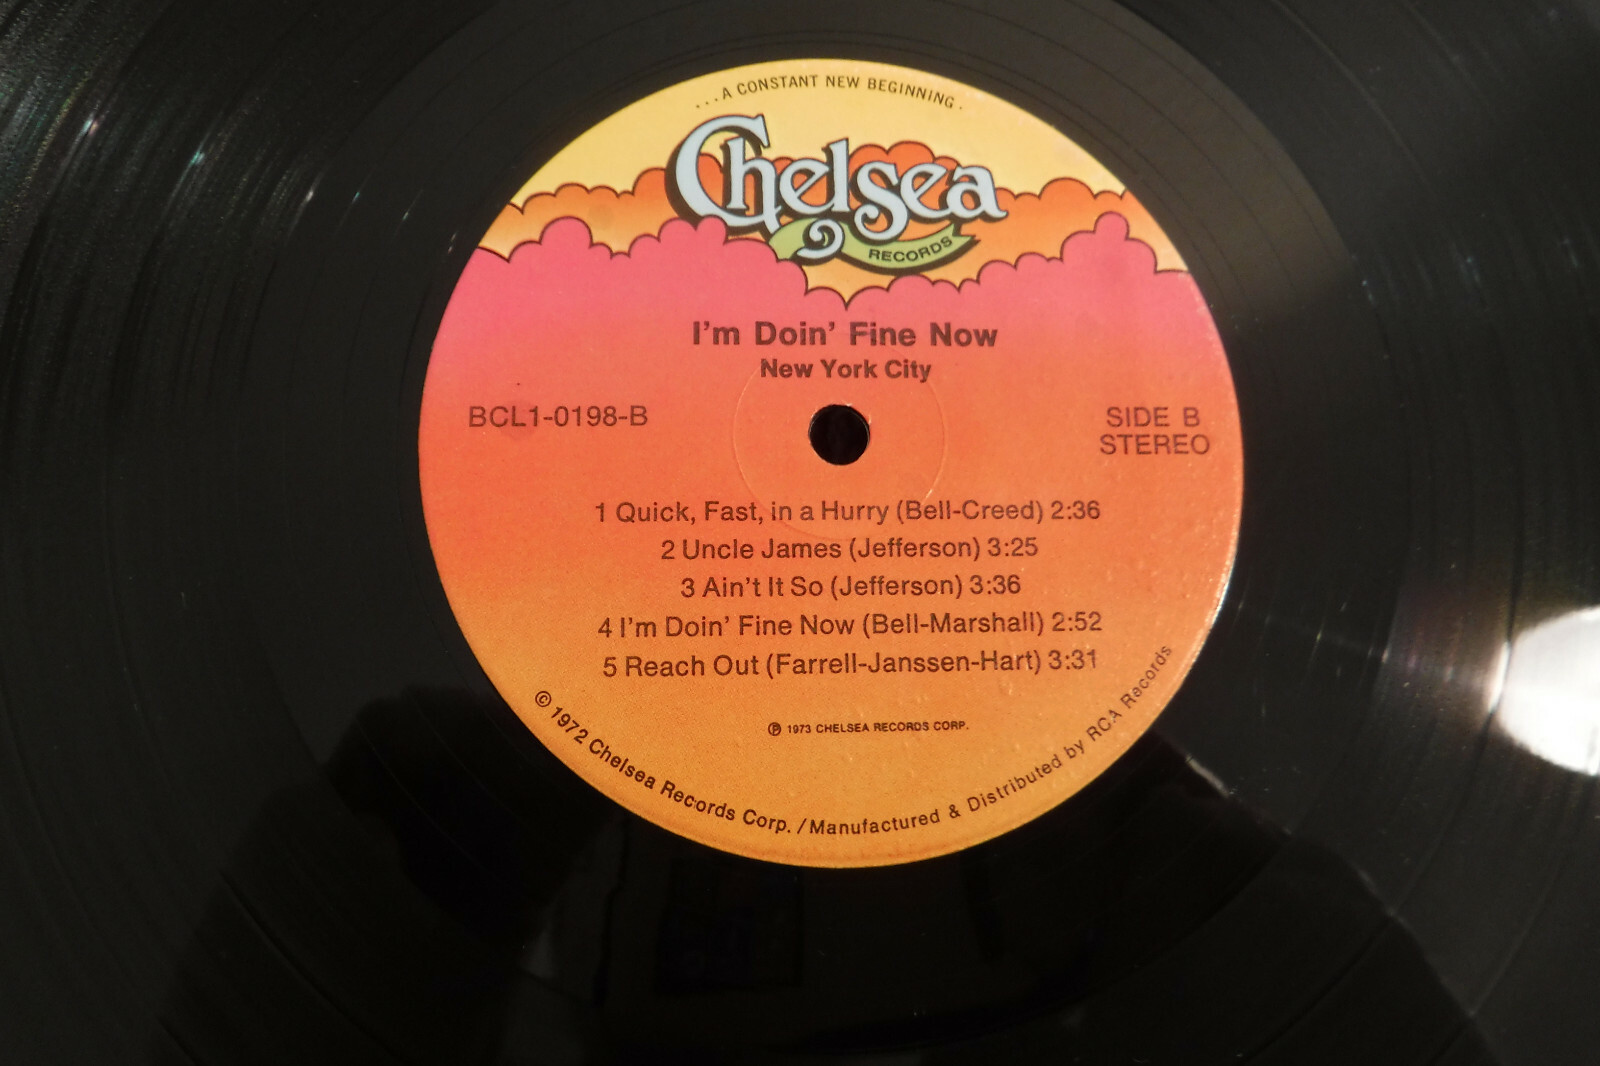 ...A CONSTANT NEW BEGINNING.
Chelsea
RECORDS
I'm Doin' Fine Now
New York City
BCL1-0198-B
SIDE B
STEREO
1 Quick, Fast, in a Hurry (Bell-Creed) 2:36
2 Uncle James (Jefferson) 3:25
3 Ain't It So (Jefferson) 3:36
4 I'm Doin' Fine Now (Bell-Marshall) 2:52
5 Reach Out (Farrell-Janssen-Hart) 3:31
℗ 1973 CHELSEA RECORDS CORP.
© 1972 Chelsea Records Corp. / Manufactured & Distributed by RCA Records